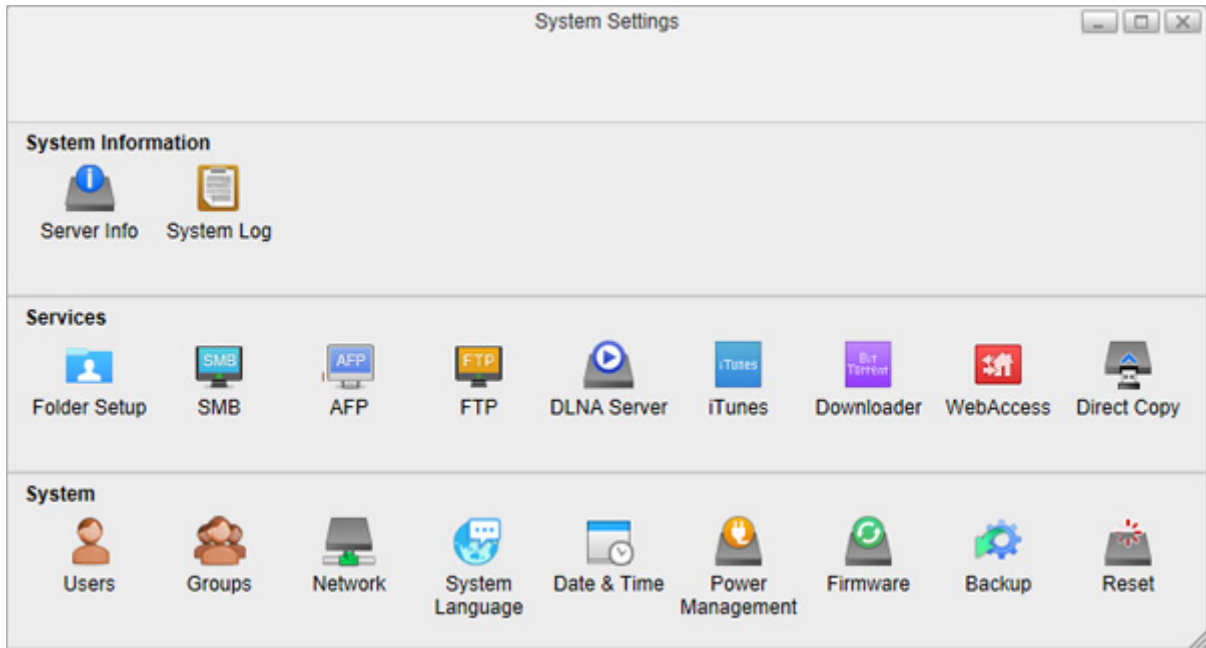 System Settings
System Information
Server Info
System Log
Services
SMB
AFP
FTP
iTunes
Bit
Torrent
Folder Setup
SMB
AFP
FTP
DLNA Server
iTunes
Downloader
WebAccess
Direct Copy
System
Users
Groups
Network
System
Language
Date & Time
Power
Management
Firmware
Backup
Reset